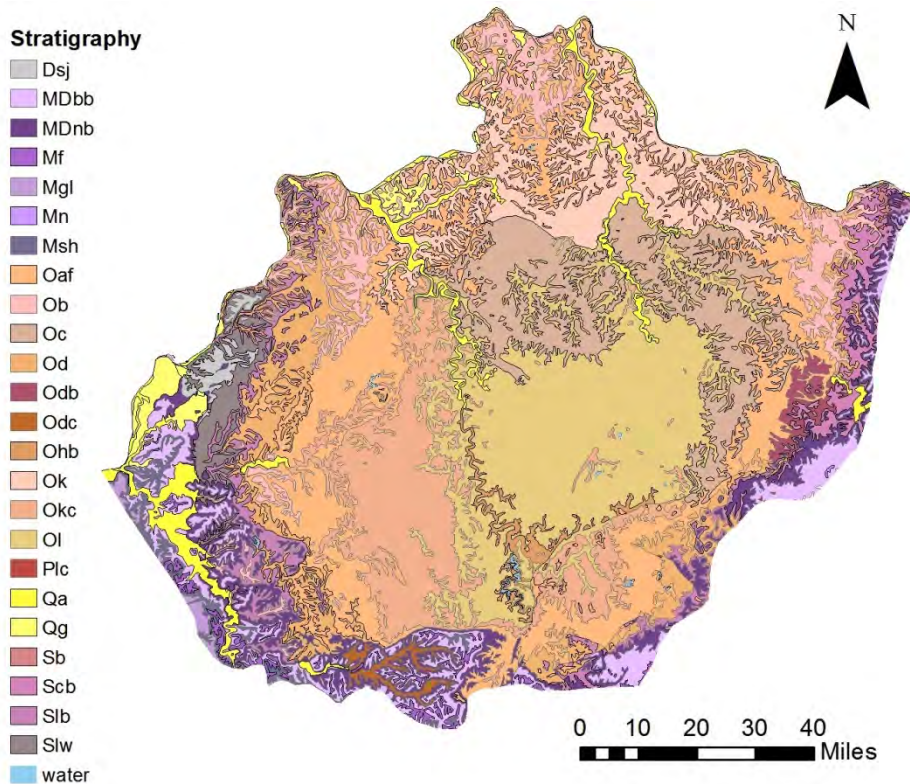 Stratigraphy
Dsj
MDbb
MDnb
Mf
Mgl
Mn
Msh
Oaf
Ob
Oc
Od
Odb
Odc
Ohb
Ok
Okc
Ol
Plc
Qa
Qg
Sb
Scb
Slb
Slw
water
N
0 10 20 30 40
Miles